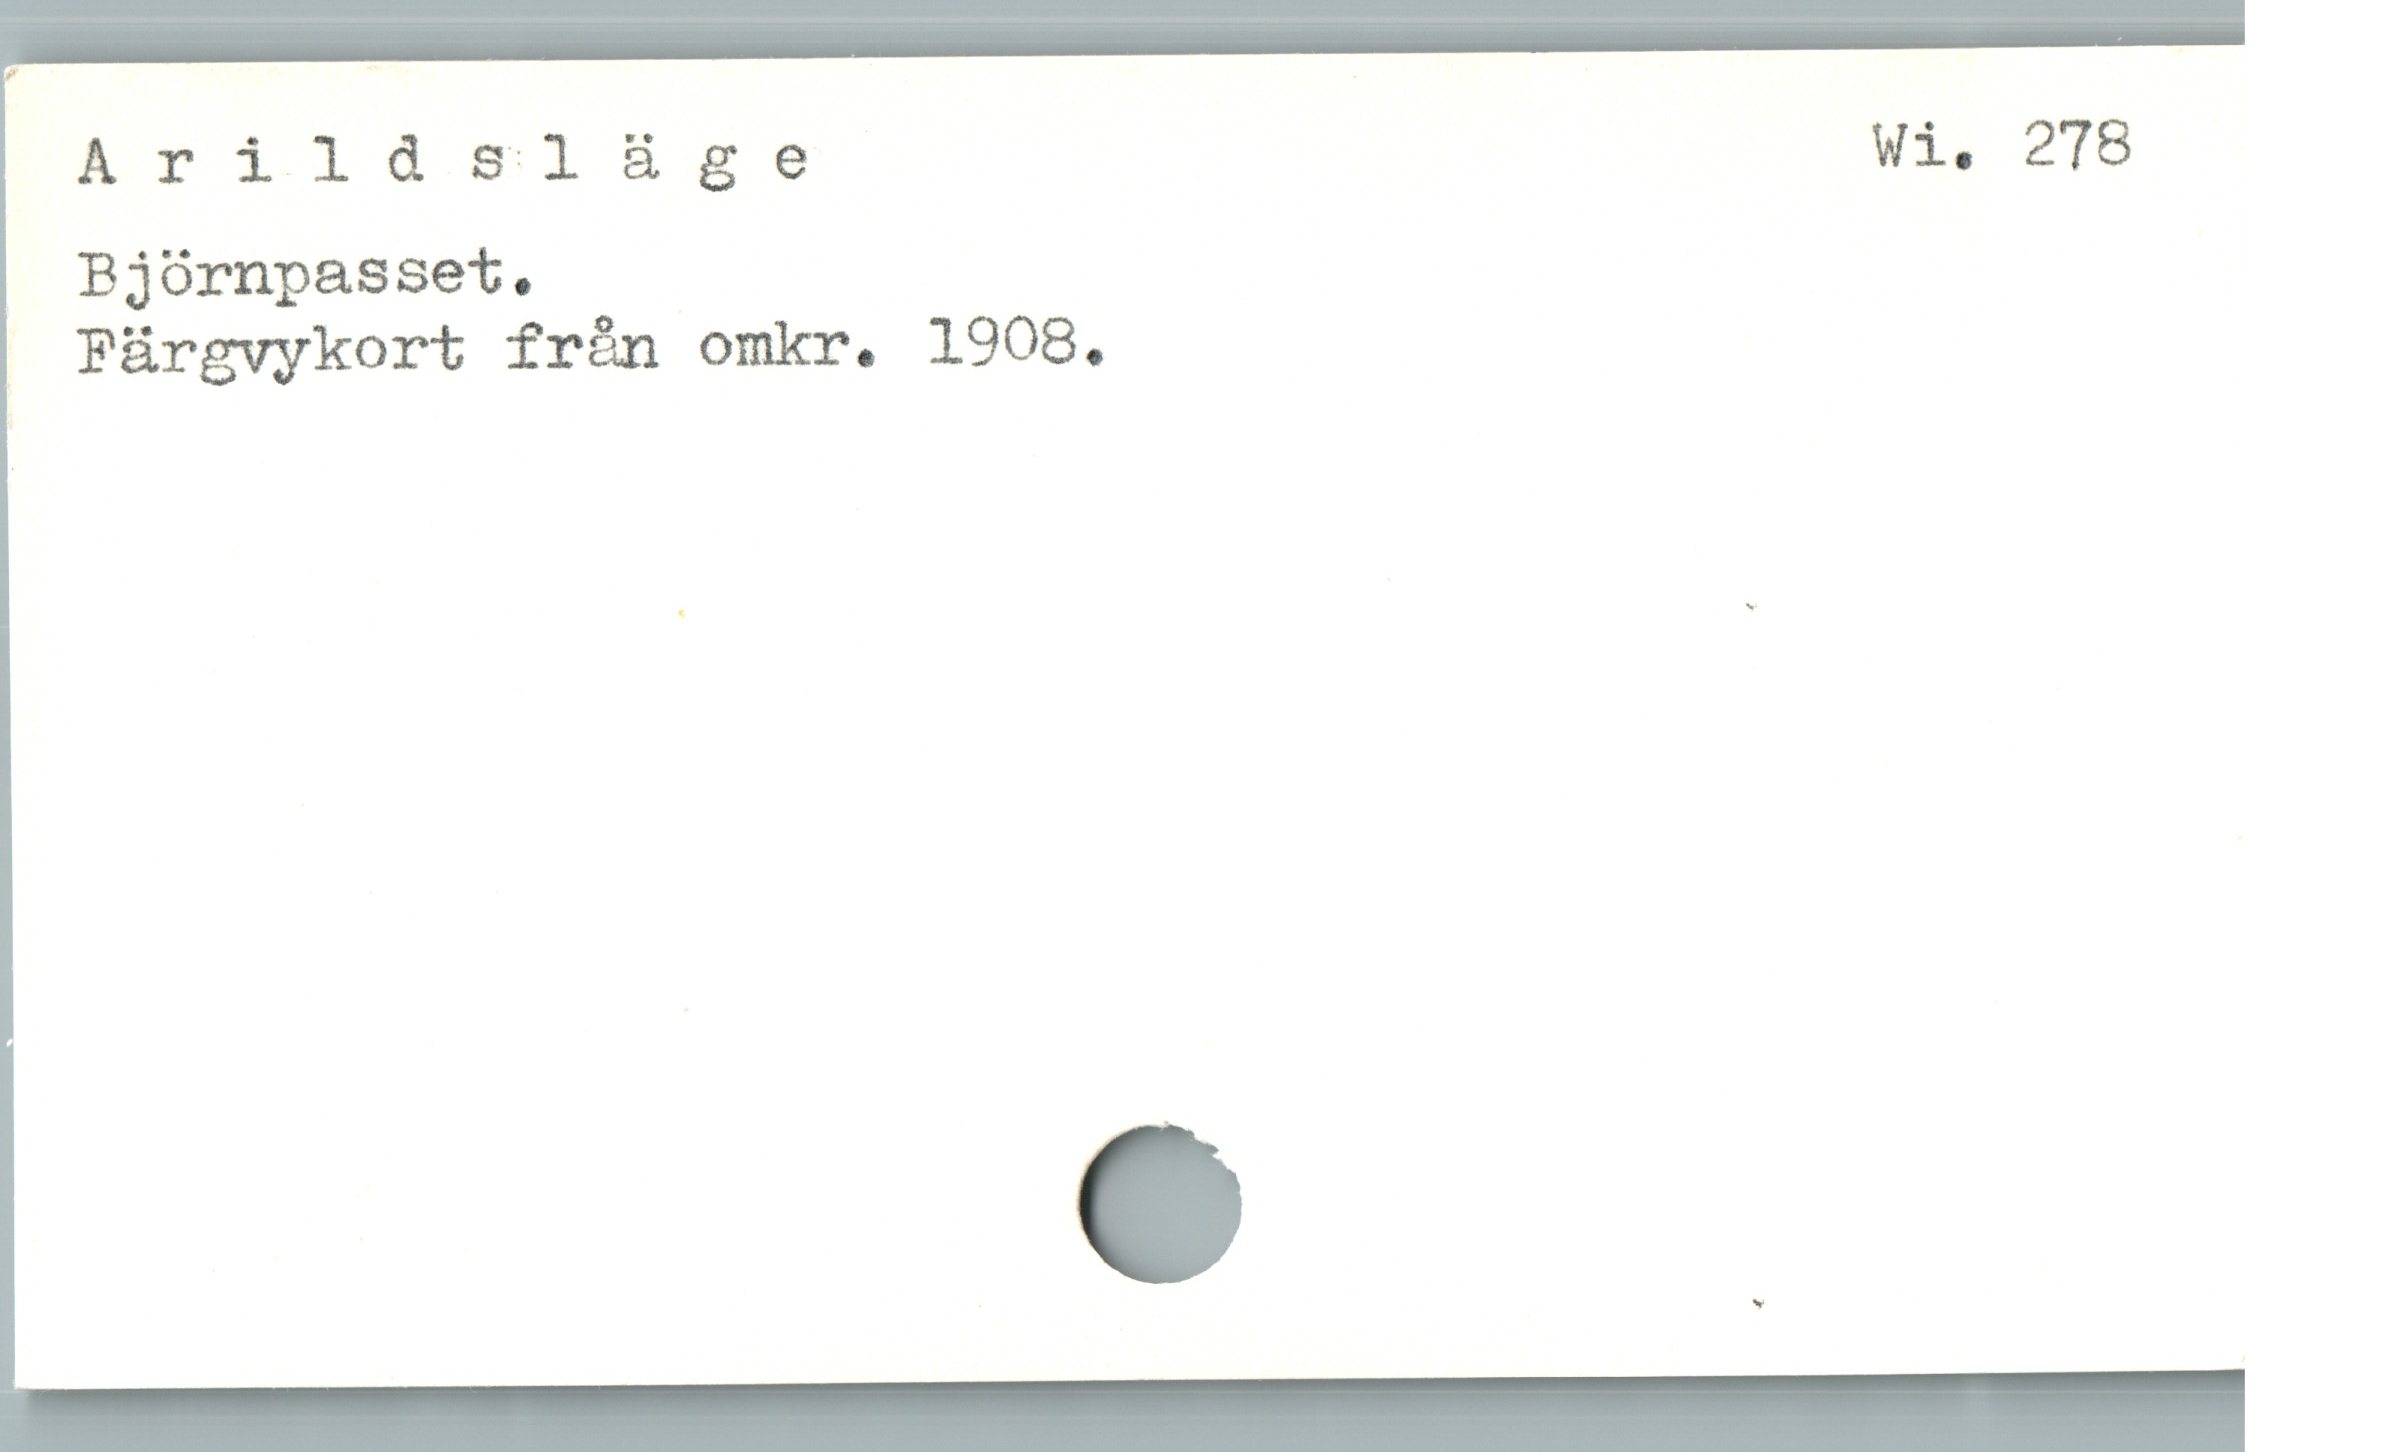 A r i l d s l ä g e Wi. 278
Björnpasset.
Färgvykort från omkr. 1908.